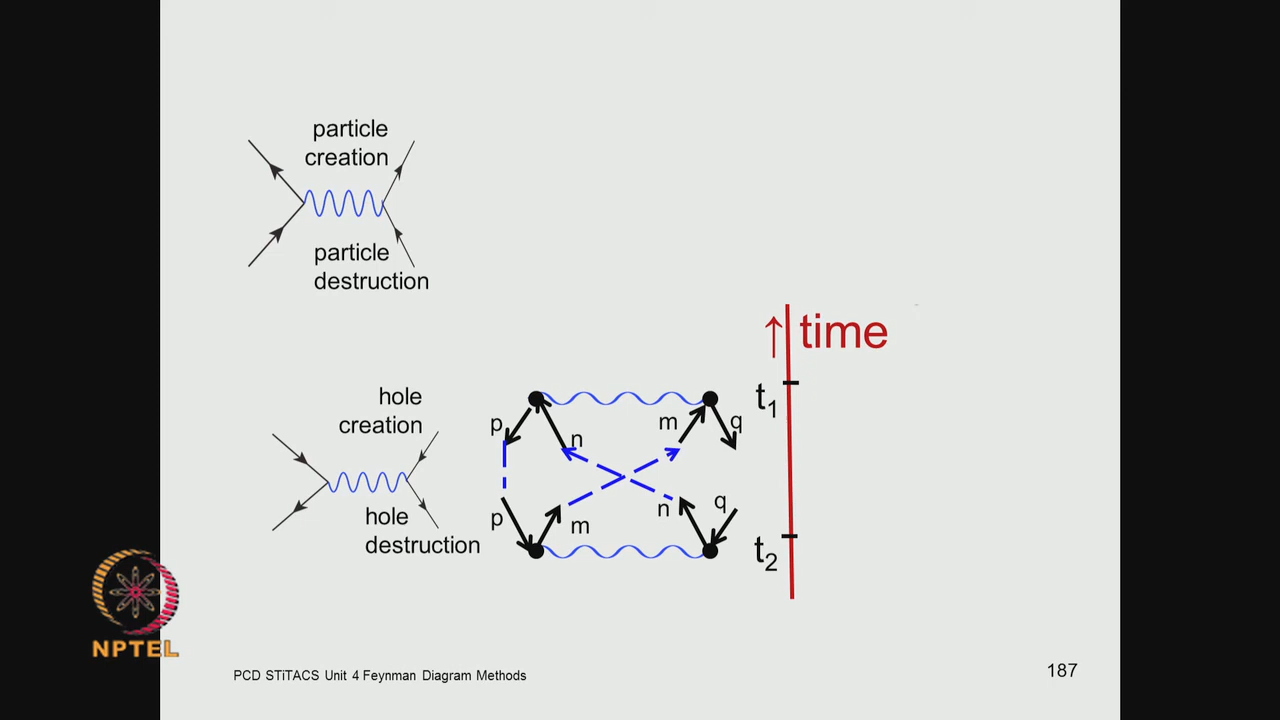 particle
creation
particle
destruction
time
t1
hole
creation
p
n
m
q
hole
destruction
p
m
n
q
t2
NPTEL
PCD STiTACS Unit 4 Feynman Diagram Methods
187